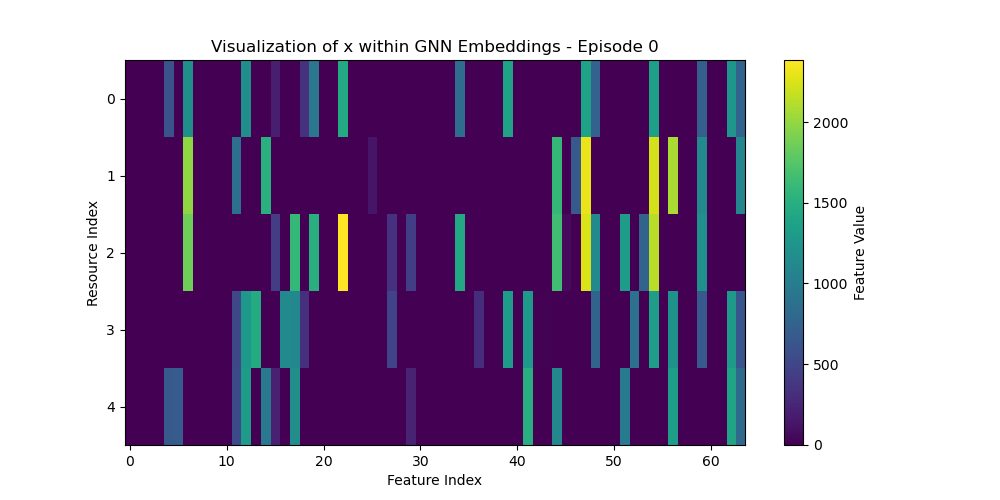 Visualization of x within GNN Embeddings - Episode 0
Resource Index
0
1
2
3
4
0 10 20 30 40 50 60
Feature Index
2000
1500
1000
500
0
Feature Value